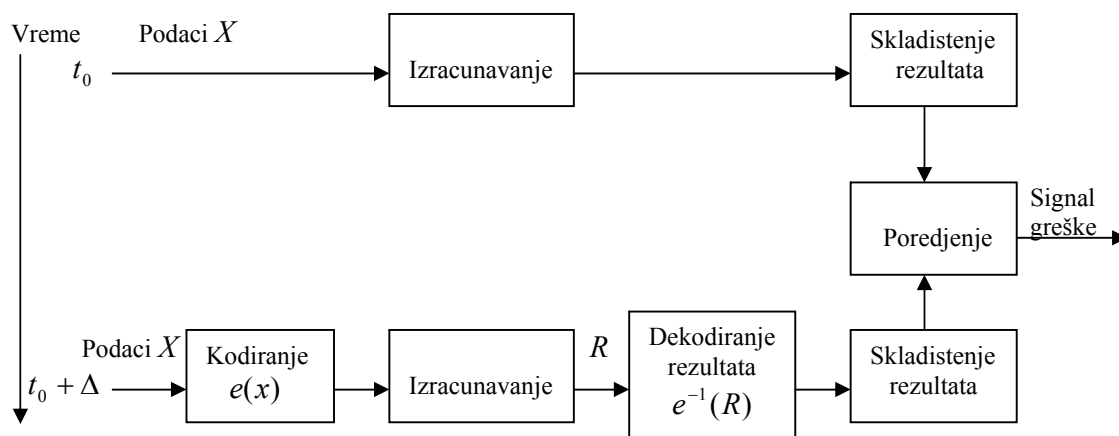 Vreme
Podaci X
t₀
Izracunavanje
Skladistenje
rezultata
Poredjenje
Signal
greške
Podaci X
t₀ + Δ
Kodiranje
e(x)
Izracunavanje
R
Dekodiranje
rezultata
e⁻¹(R)
Skladistenje
rezultata